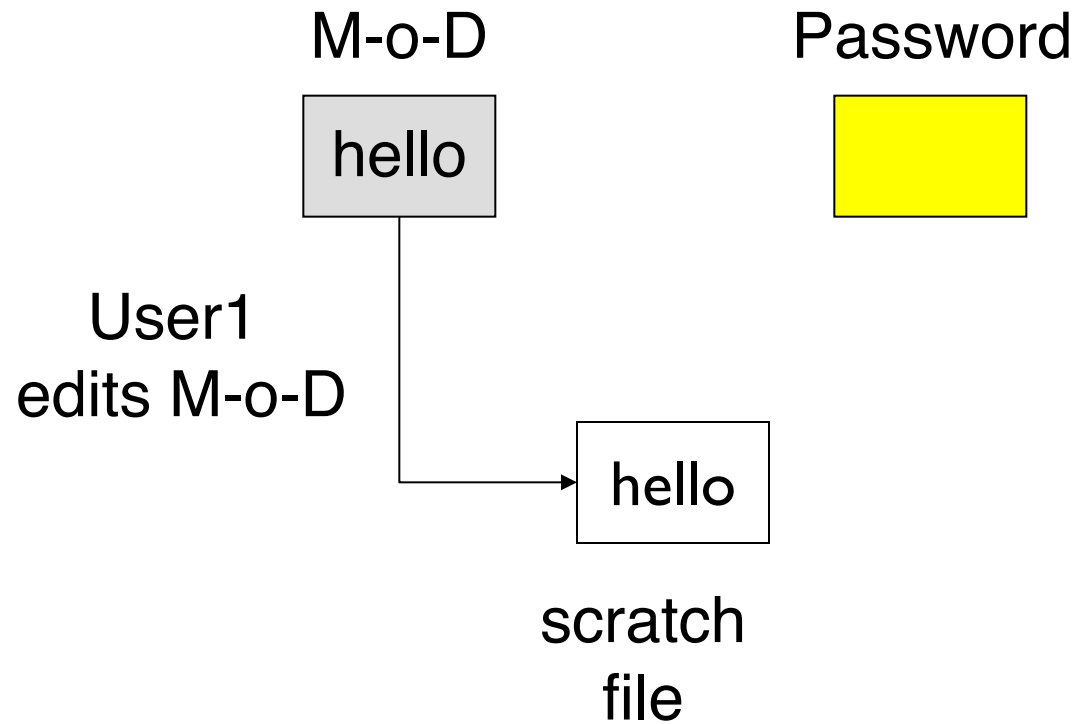 M-o-D
Password
hello
User1
edits M-o-D
hello
scratch
file